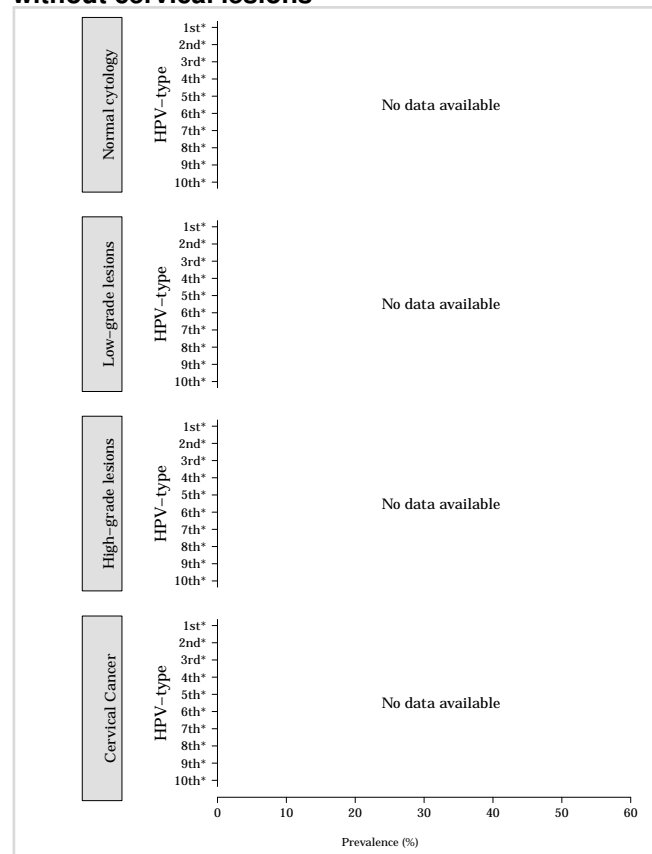 without cervical lesions
Normal cytology
HPV−type
1st*
2nd*
3rd*
4th*
5th*
6th*
7th*
8th*
9th*
10th*
No data available
Low−grade lesions
HPV−type
1st*
2nd*
3rd*
4th*
5th*
6th*
7th*
8th*
9th*
10th*
No data available
High−grade lesions
HPV−type
1st*
2nd*
3rd*
4th*
5th*
6th*
7th*
8th*
9th*
10th*
No data available
Cervical Cancer
HPV−type
1st*
2nd*
3rd*
4th*
5th*
6th*
7th*
8th*
9th*
10th*
No data available
0 10 20 30 40 50 60
Prevalence (%)